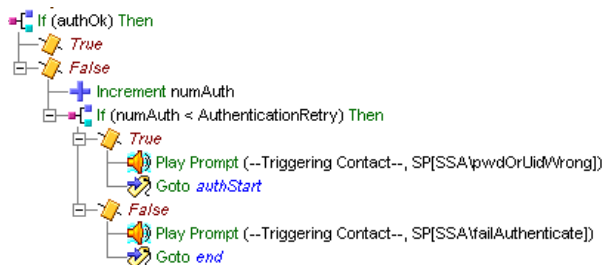 If (authOk) Then
True
False
Increment numAuth
If (numAuth < AuthenticationRetry) Then
True
Play Prompt (--Triggering Contact--, SP[SSA\pwdOrUidWrong])
Goto authStart
False
Play Prompt (--Triggering Contact--, SP[SSA\failAuthenticate])
Goto end